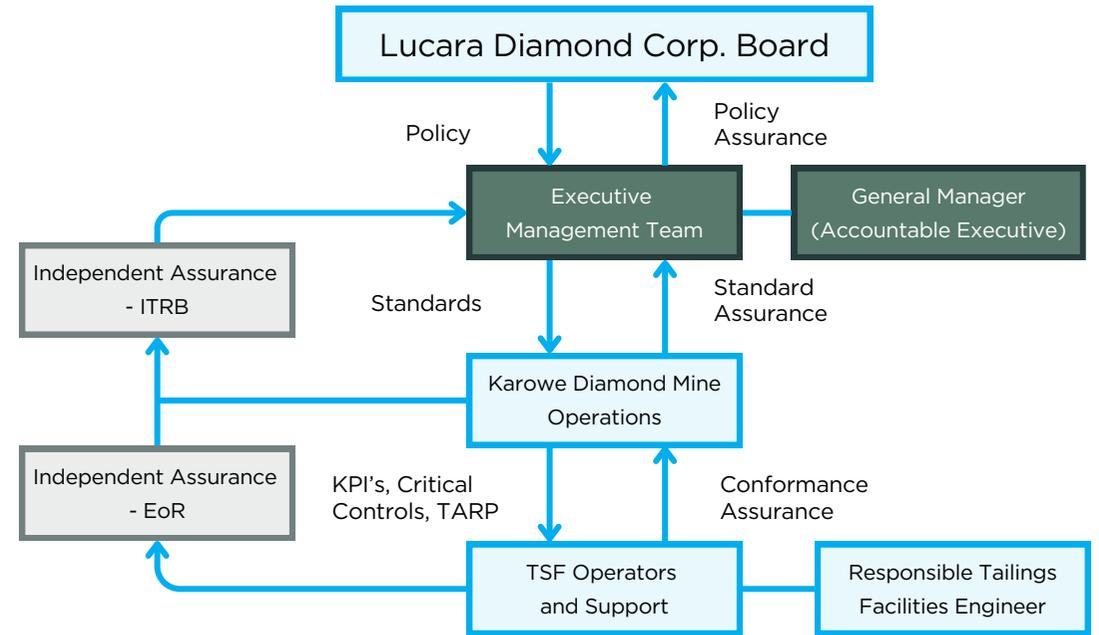 Lucara Diamond Corp. Board
Policy
Policy
Assurance
Executive
Management Team
General Manager
(Accountable Executive)
Independent Assurance
- ITRB
Standards
Standard
Assurance
Karowe Diamond Mine
Operations
Independent Assurance
- EoR
KPI's, Critical
Controls, TARP
Conformance
Assurance
TSF Operators
and Support
Responsible Tailings
Facilities Engineer